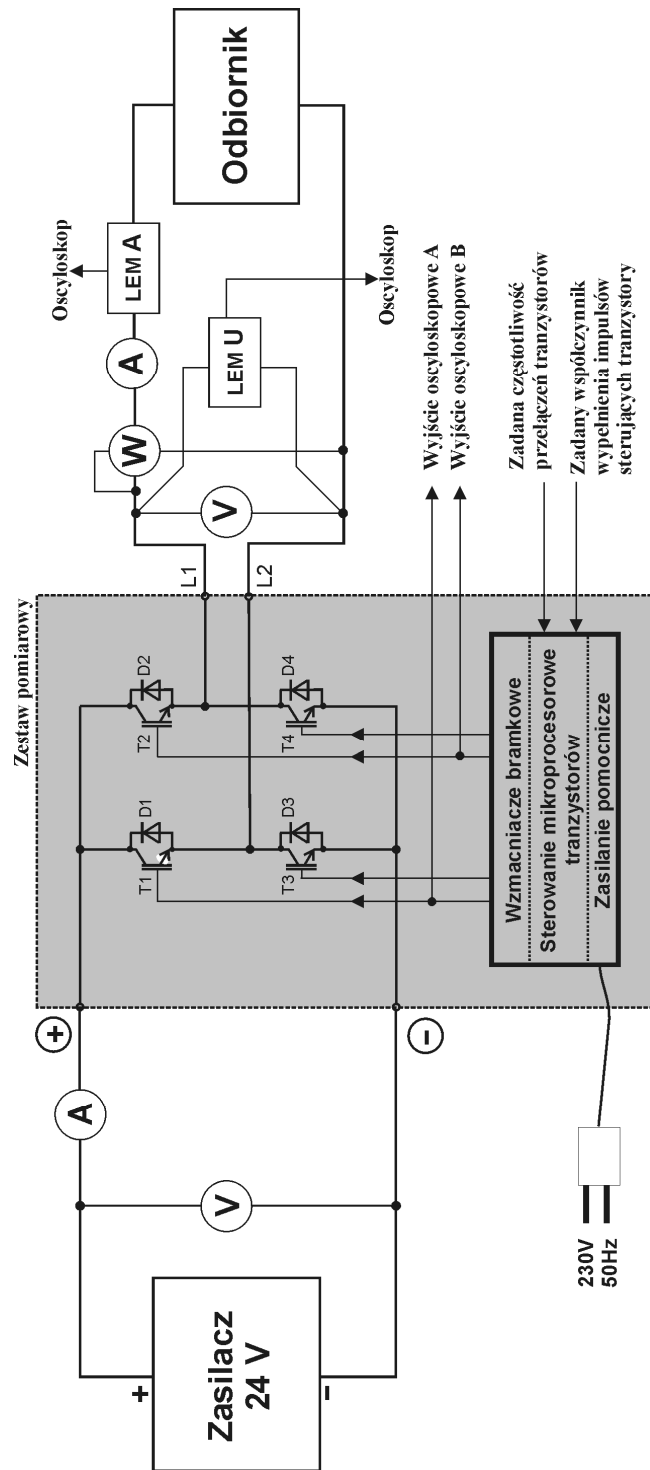 Zasilacz
24 V
+
-
V
A
+
-
230V
50Hz
Zestaw pomiarowy
T1
D1
T2
D2
T3
D3
T4
D4
Wzmacniacze bramkowe
Sterowanie mikroprocesorowe
tranzystorów
Zasilanie pomocnicze
L1
L2
V
W
A
LEM A
LEM U
Oscyloskop
Oscyloskop
Odbiornik
Wyjście oscyloskopowe A
Wyjście oscyloskopowe B
Zadana częstotliwość
przełączeń tranzystorów
Zadany współczynnik
wypełnienia impulsów
sterujących tranzystory